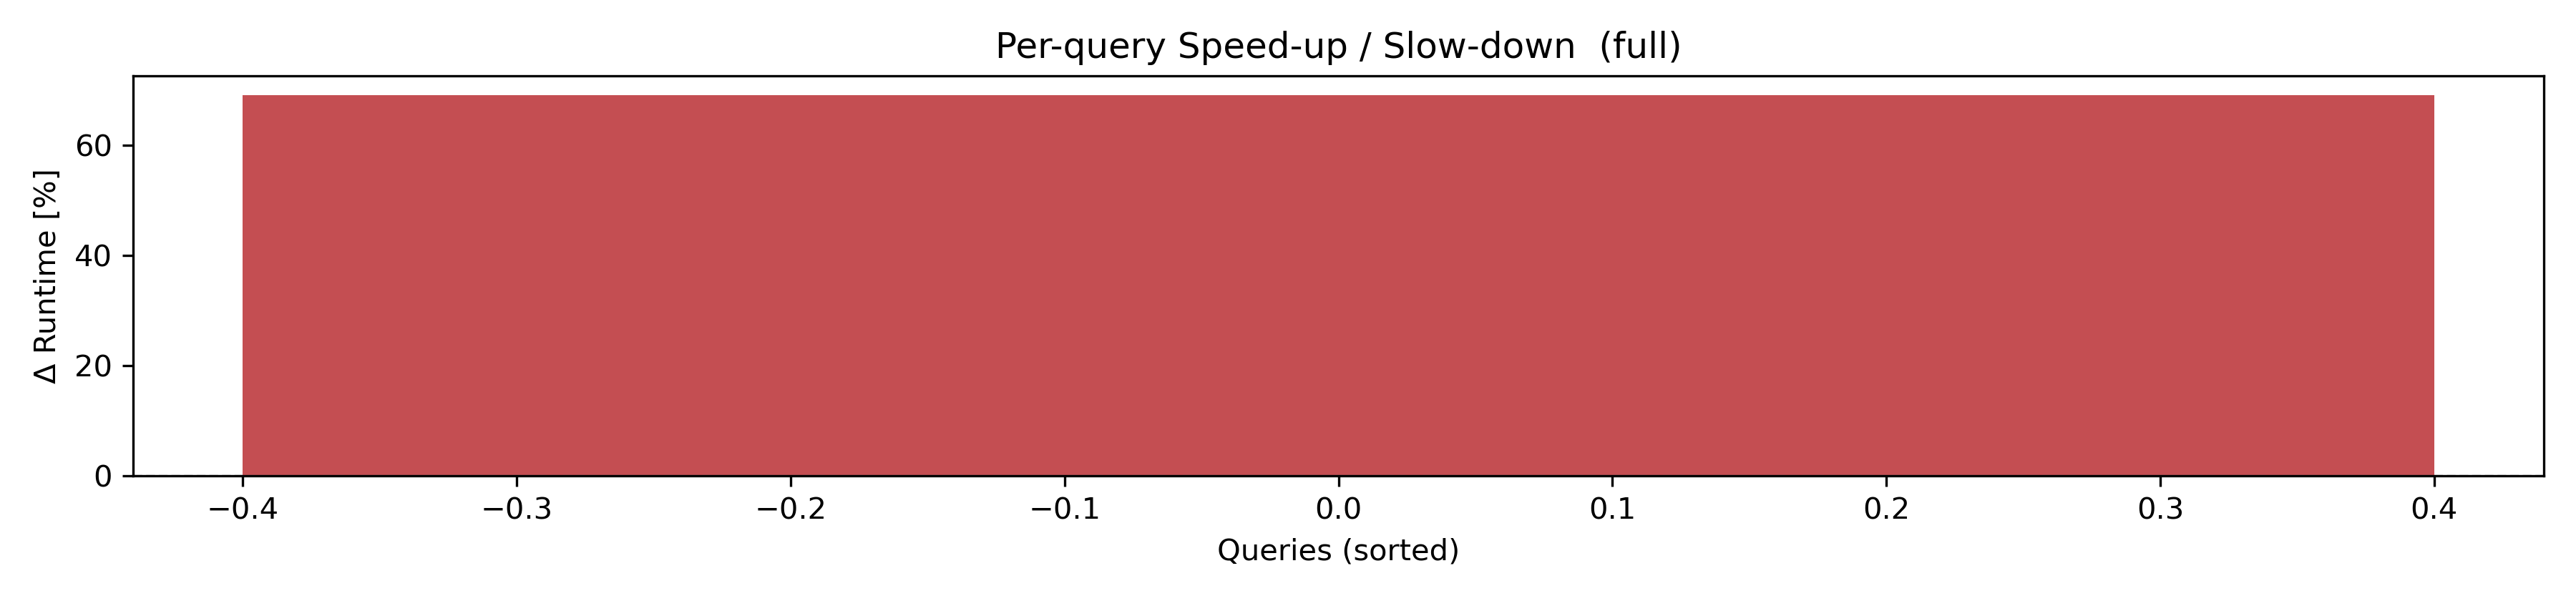 Per-query Speed-up / Slow-down  (full)
Δ Runtime [%]
60
40
20
0
−0.4 −0.3 −0.2 −0.1 0.0 0.1 0.2 0.3 0.4
Queries (sorted)